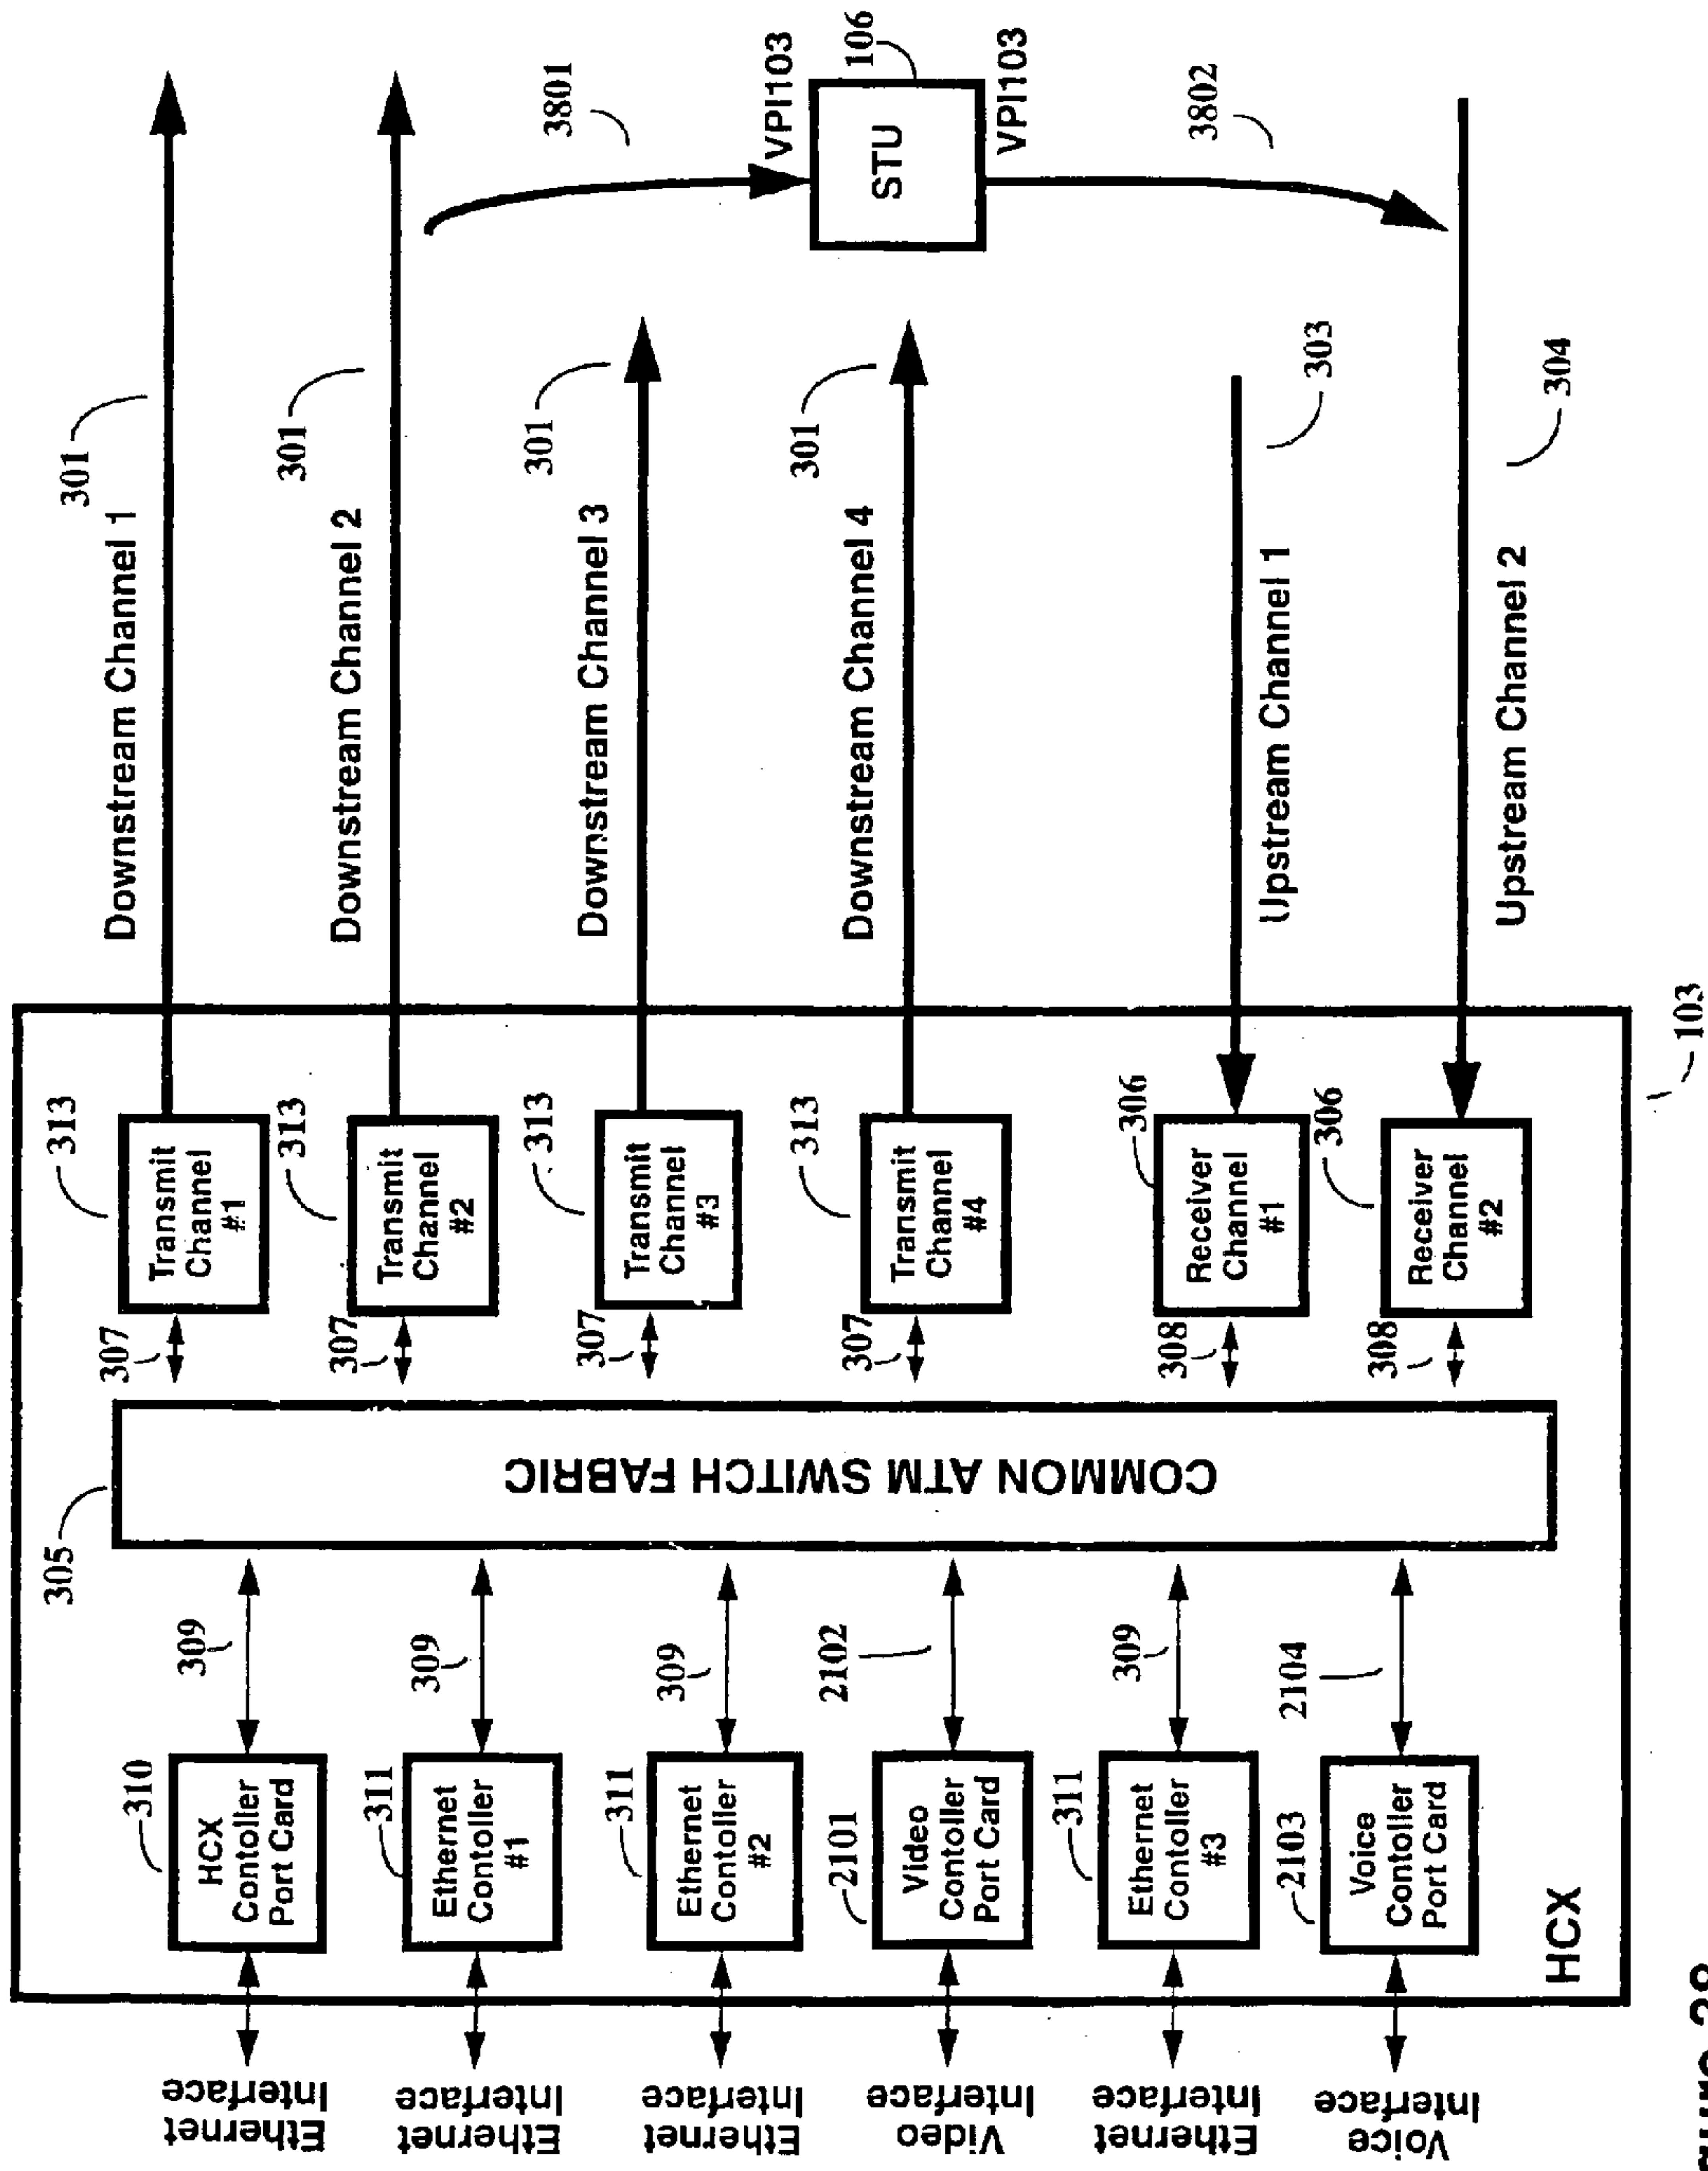 Ethernet
Interface
Ethernet
Interface
Ethernet
Interface
Video
Interface
Ethernet
Interface
Voice
Interface
310
HCX
Contoller
Port Card
311
Ethernet
Contoller
#1
311
Ethernet
Contoller
#2
2101
Video
Contoller
Port Card
311
Ethernet
Contoller
#3
2103
Voice
Contoller
Port Card
HCX
309
309
309
2102
309
2104
305
COMMON ATM SWITCH FABRIC
307
307
307
307
308
308
313
Transmit
Channel
#1
313
Transmit
Channel
#2
313
Transmit
Channel
#3
313
Transmit
Channel
#4
306
Receiver
Channel
#1
306
Receiver
Channel
#2
103
Downstream Channel 1
301
Downstream Channel 2
301
Downstream Channel 3
301
Downstream Channel 4
301
Upstream Channel 1
303
Upstream Channel 2
304
3801
VPI103
STU
106
VPI103
3802